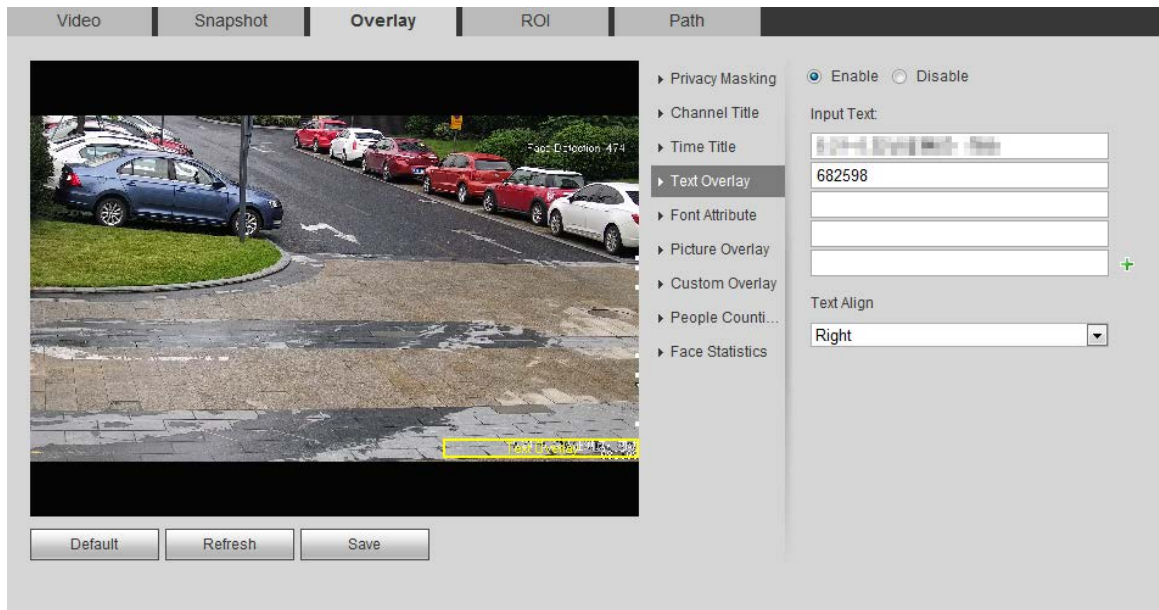 Video
Snapshot
Overlay
ROI
Path
Face Detection 474
Text Overlay
Privacy Masking
Channel Title
Time Title
Text Overlay
Font Attribute
Picture Overlay
Custom Overlay
People Counti...
Face Statistics
Enable
Disable
Input Text:
682598
Text Align
Right
Default
Refresh
Save